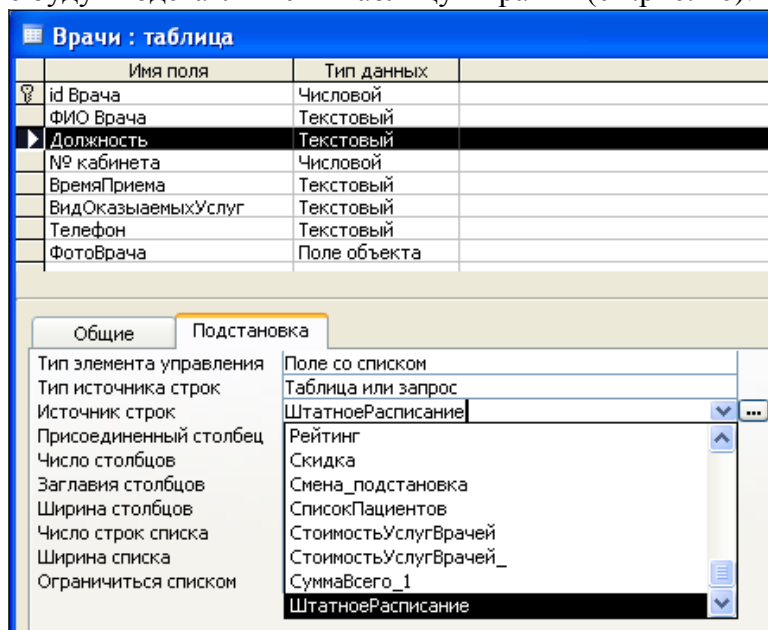 Врачи : таблица
Имя поля Тип данных
id Врача Числовой
ФИО Врача Текстовый
Должность Текстовый
№ кабинета Числовой
ВремяПриема Текстовый
ВидОказыаемыхУслуг Текстовый
Телефон Текстовый
ФотоВрача Поле объекта
Общие Подстановка
Тип элемента управления Поле со списком
Тип источника строк Таблица или запрос
Источник строк ШтатноеРасписание ...
Присоединенный столбец Рейтинг
Число столбцов Скидка
Заглавия столбцов Смена_подстановка
Ширина столбцов СписокПациентов
Число строк списка СтоимостьУслугВрачей
Ширина списка СтоимостьУслугВрачей_
Ограничиться списком СуммаВсего_1
ШтатноеРасписание